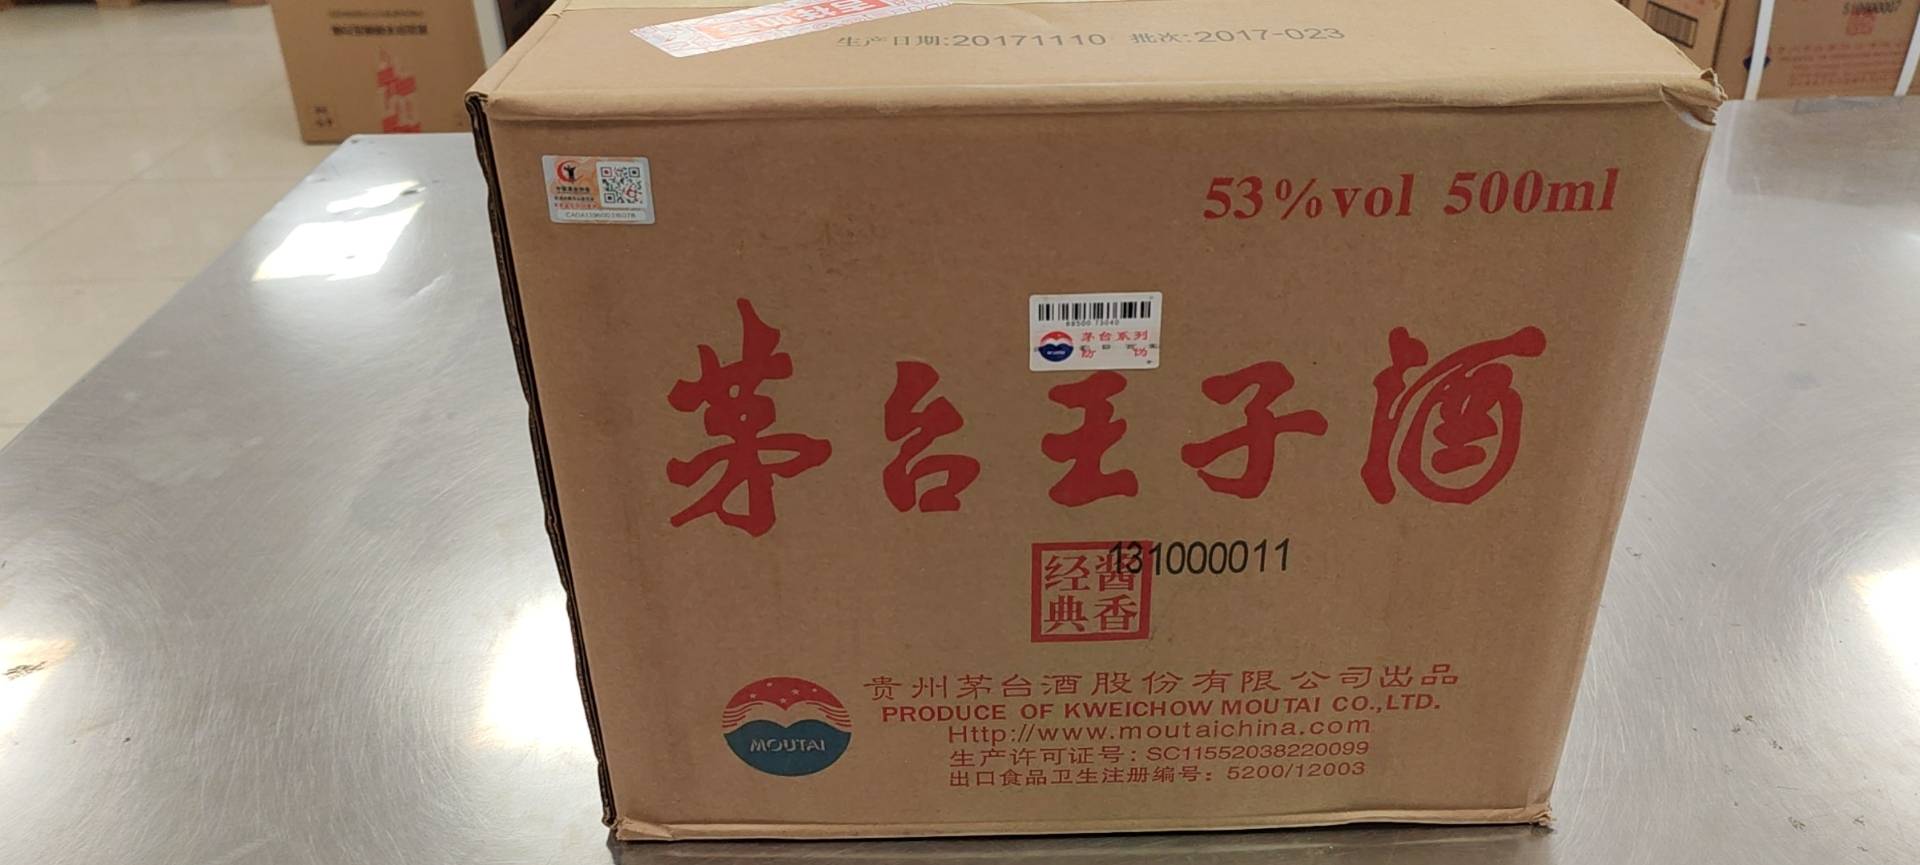 生产日期:20171110 批次:2017-023
53%vol 500ml
茅台系列
防 伪
茅台王子酒
131000011
酱香
经典
MOUTAI
贵州茅台酒股份有限公司出品
PRODUCE OF KWEICHOW MOUTAI CO.,LTD.
Http://www.moutaichina.com
生产许可证号: SC11552038220099
出口食品卫生注册编号: 5200/12003